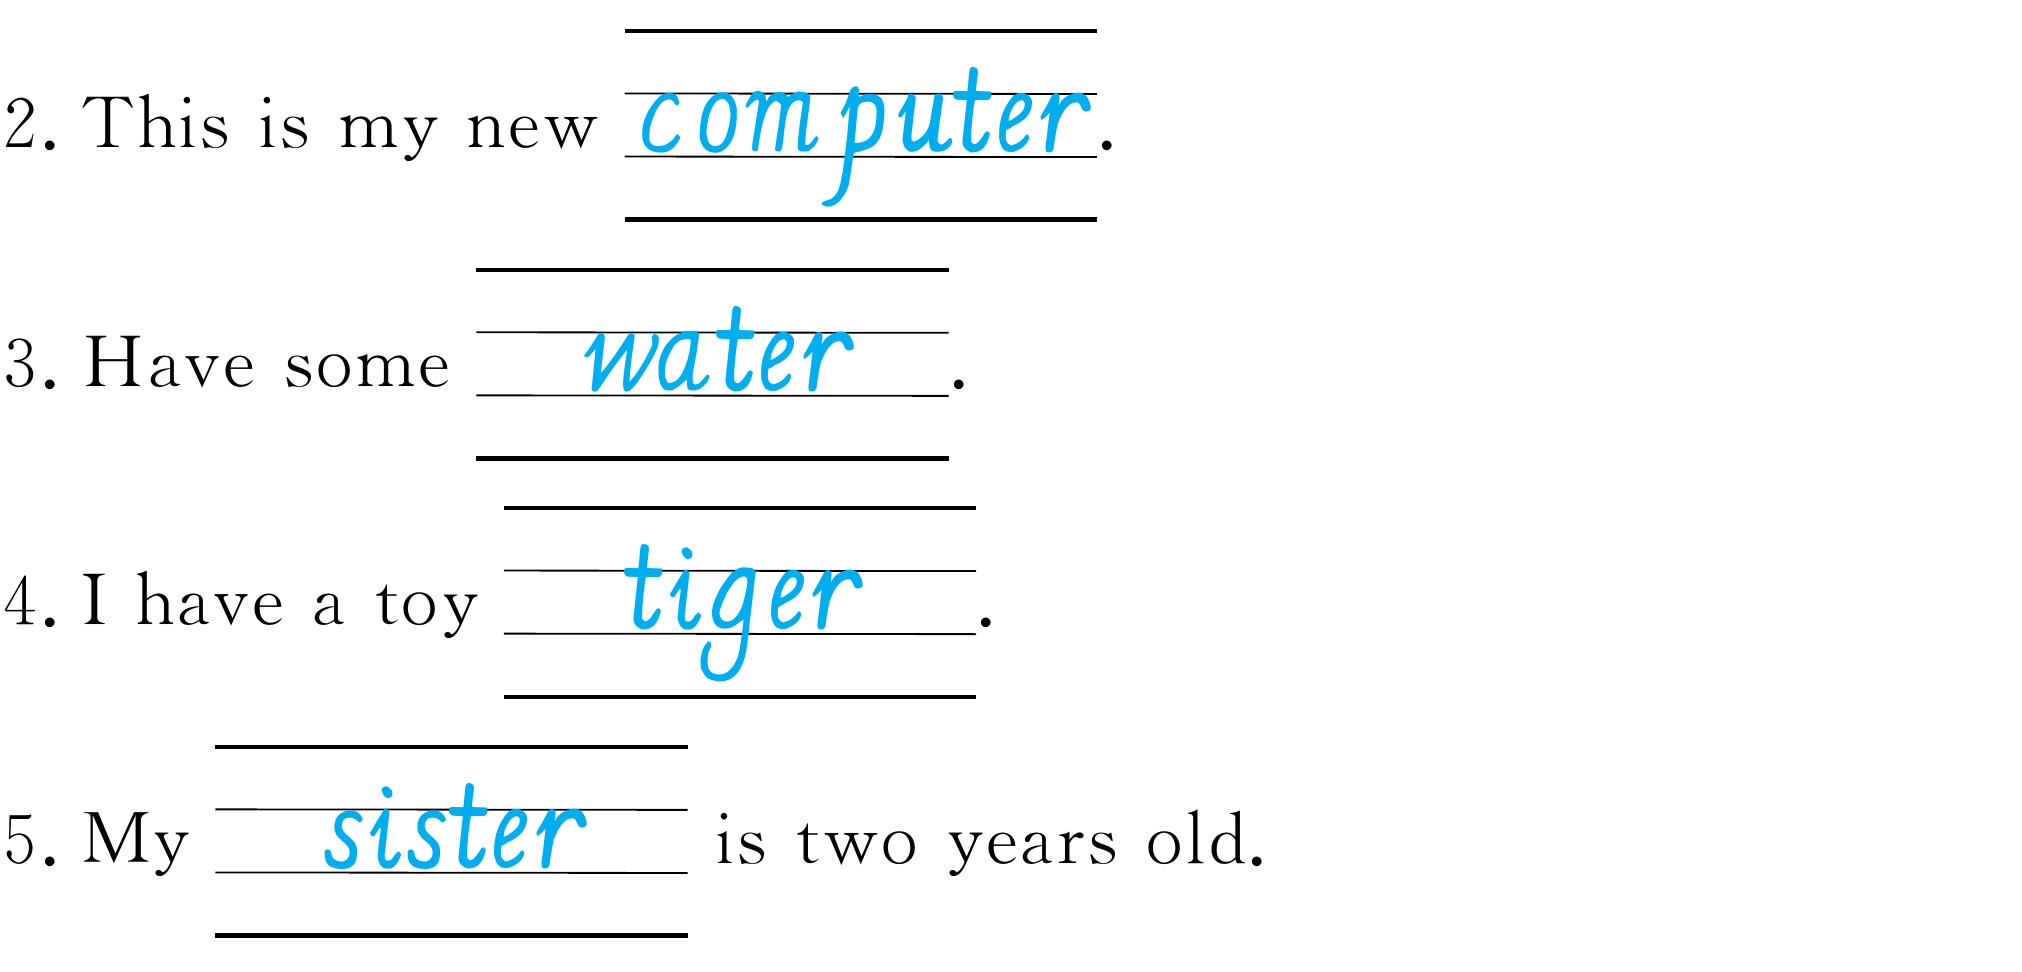 2. This is my new computer.
3. Have some water.
4. I have a toy tiger.
5. My sister is two years old.